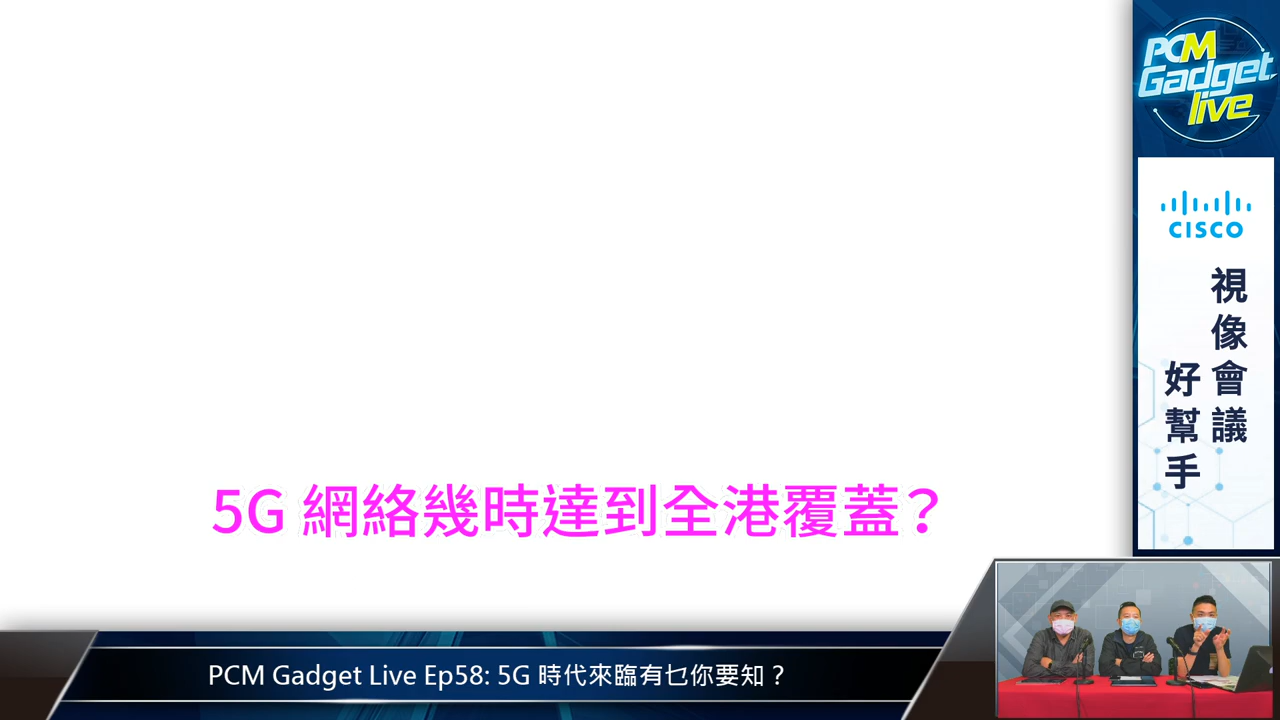 PCM
Gadget
live
CISCO
視像會議
好幫手
5G 網絡幾時達到全港覆蓋？
PCM Gadget Live Ep58: 5G 時代來臨有乜你要知？